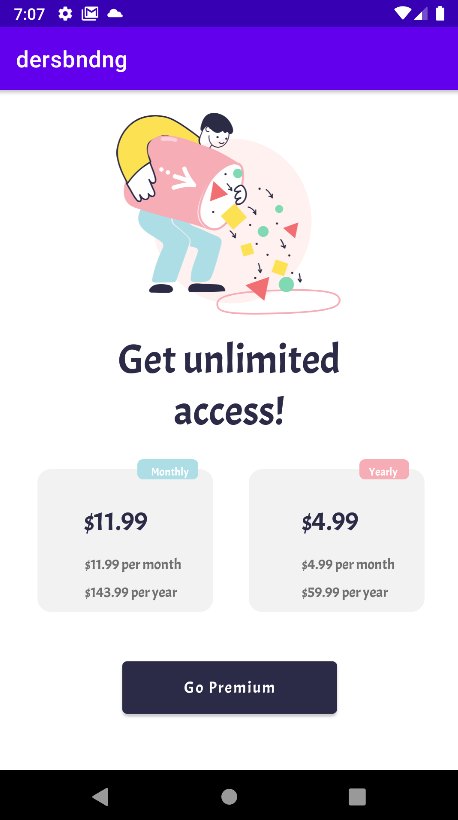 7:07
dersbndng
Get unlimited
access!
Monthly
$11.99
$11.99 per month
$143.99 per year
Yearly
$4.99
$4.99 per month
$59.99 per year
Go Premium